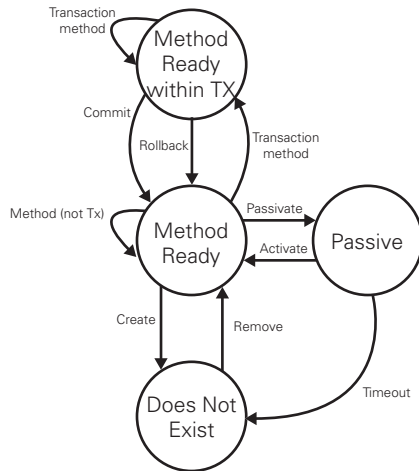 Transaction
method
Method
Ready
within TX
Commit
Rollback
Transaction
method
Method (not Tx)
Method
Ready
Passivate
Activate
Passive
Create
Remove
Timeout
Does Not
Exist